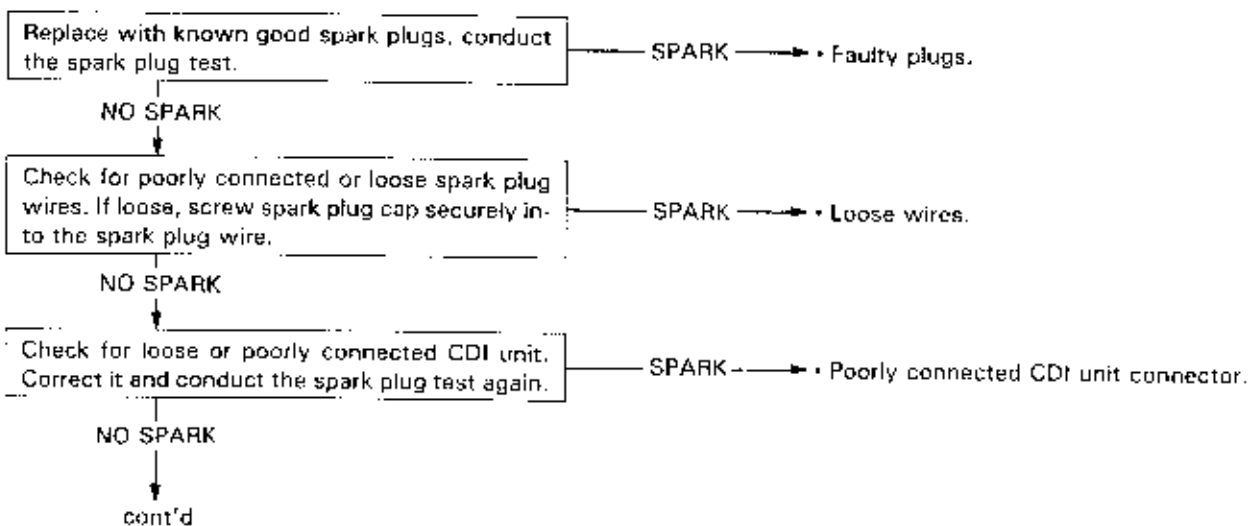 Replace with known good spark plugs, conduct
the spark plug test.
SPARK
• Faulty plugs.
NO SPARK
Check for poorly connected or loose spark plug
wires. If loose, screw spark plug cap securely in-
to the spark plug wire.
SPARK
• Loose wires.
NO SPARK
Check for loose or poorly connected CDI unit.
Correct it and conduct the spark plug test again.
SPARK
• Poorly connected CDI unit connector.
NO SPARK
cont'd